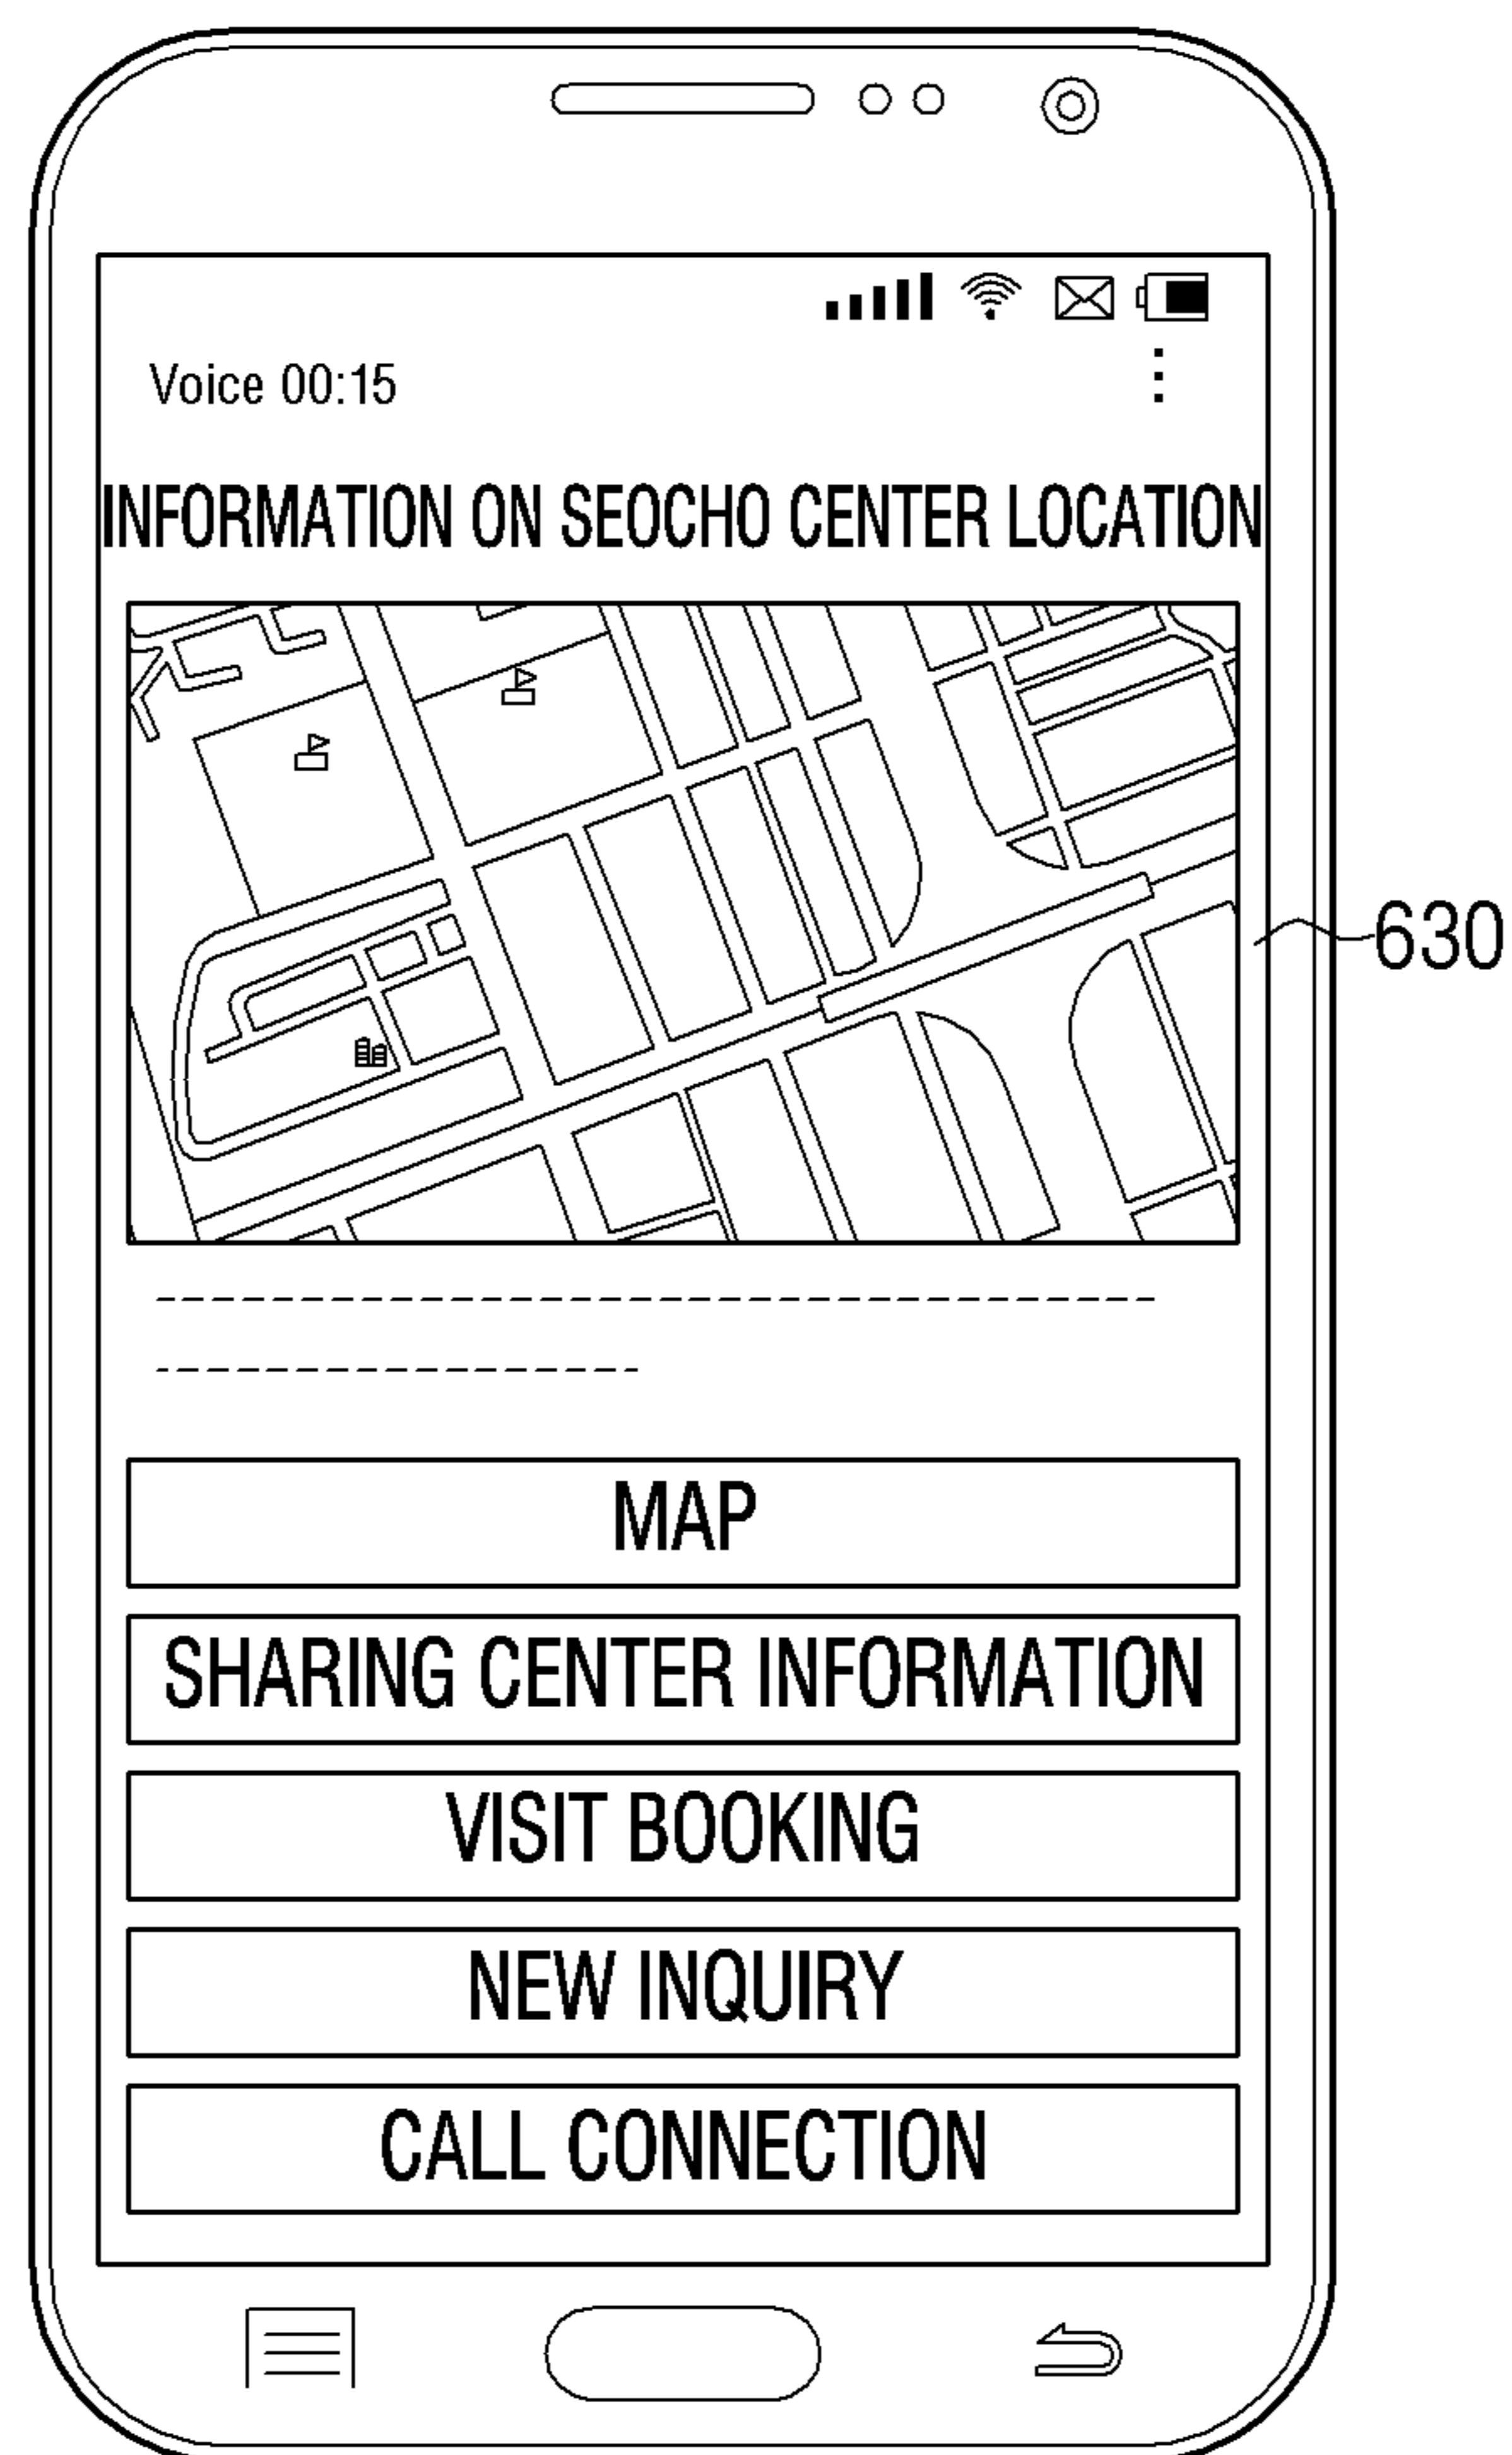 Voice 00:15
INFORMATION ON SEOCHO CENTER LOCATION
630
MAP
SHARING CENTER INFORMATION
VISIT BOOKING
NEW INQUIRY
CALL CONNECTION